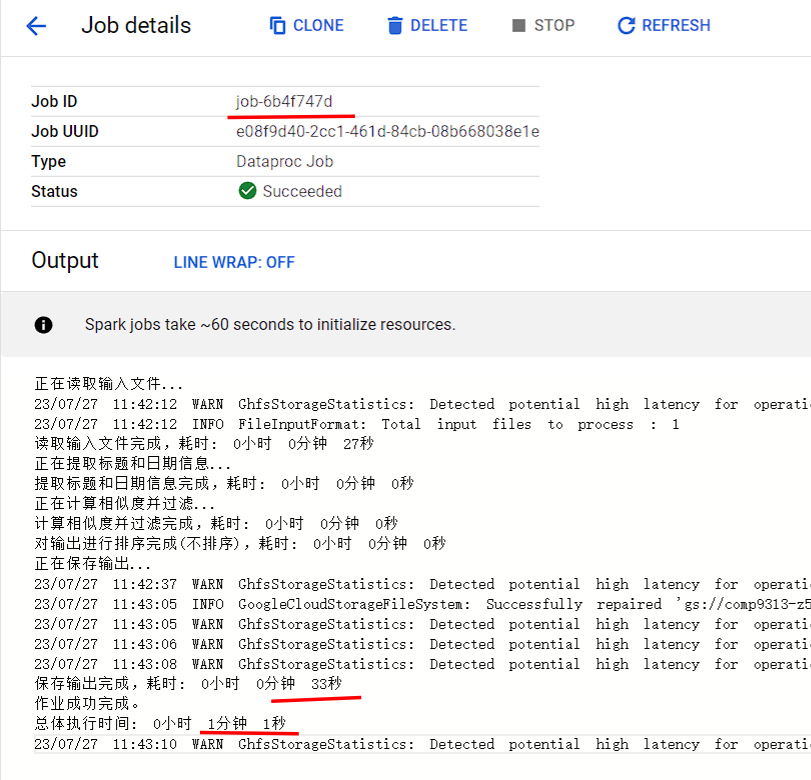 Job details CLONE DELETE STOP REFRESH
Job ID job-6b4f747d
Job UUID e08f9d40-2cc1-461d-84cb-08b668038e1e
Type Dataproc Job
Status Succeeded
Output LINE WRAP: OFF
Spark jobs take ~60 seconds to initialize resources.
正在读取输入文件...
23/07/27 11:42:12 WARN GhfsStorageStatistics: Detected potential high latency for operati
23/07/27 11:42:12 INFO FileInputFormat: Total input files to process : 1
读取输入文件完成，耗时: 0小时 0分钟 27秒
正在提取标题和日期信息...
提取标题和日期信息完成，耗时: 0小时 0分钟 0秒
正在计算相似度并过滤...
计算相似度并过滤完成，耗时: 0小时 0分钟 0秒
对输出进行排序完成(不排序)，耗时: 0小时 0分钟 0秒
正在保存输出...
23/07/27 11:42:37 WARN GhfsStorageStatistics: Detected potential high latency for operati
23/07/27 11:43:05 INFO GoogleCloudStorageFileSystem: Successfully repaired 'gs://comp9313-z5
23/07/27 11:43:05 WARN GhfsStorageStatistics: Detected potential high latency for operati
23/07/27 11:43:06 WARN GhfsStorageStatistics: Detected potential high latency for operati
23/07/27 11:43:08 WARN GhfsStorageStatistics: Detected potential high latency for operati
保存输出完成，耗时: 0小时 0分钟 33秒
作业成功完成。
总体执行时间: 0小时 1分钟 1秒
23/07/27 11:43:10 WARN GhfsStorageStatistics: Detected potential high latency for operati